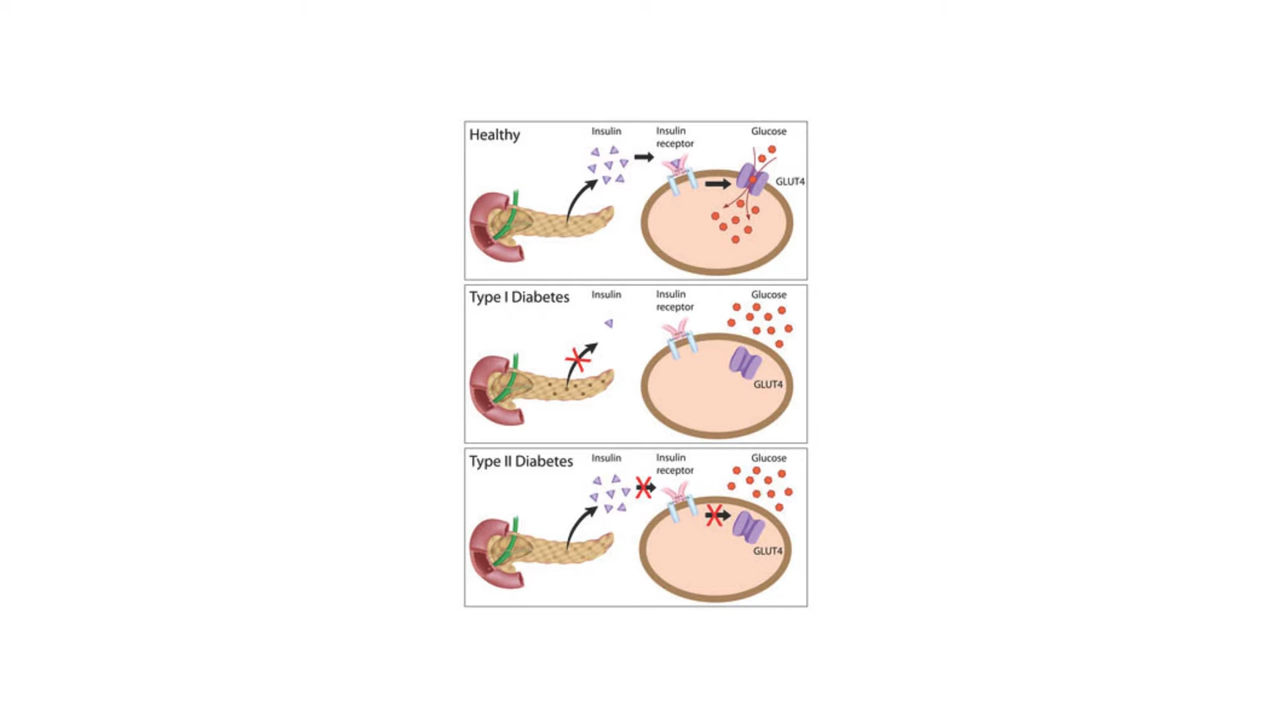 Healthy
Insulin
Insulin
receptor
Glucose
GLUT4
Type I Diabetes
Insulin
Insulin
receptor
Glucose
GLUT4
Type II Diabetes
Insulin
Insulin
receptor
Glucose
GLUT4